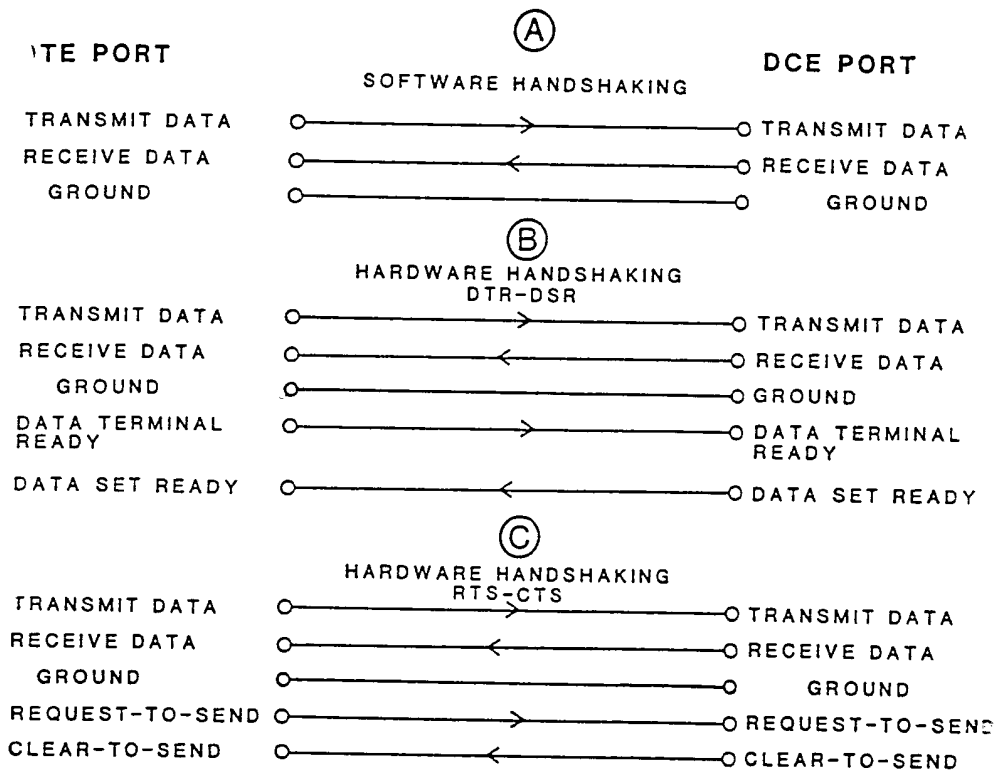 Ⓐ
TE PORT DCE PORT
SOFTWARE HANDSHAKING
TRANSMIT DATA TRANSMIT DATA
RECEIVE DATA RECEIVE DATA
GROUND GROUND
Ⓑ
HARDWARE HANDSHAKING
DTR-DSR
TRANSMIT DATA TRANSMIT DATA
RECEIVE DATA RECEIVE DATA
GROUND GROUND
DATA TERMINAL DATA TERMINAL
READY READY
DATA SET READY DATA SET READY
Ⓒ
HARDWARE HANDSHAKING
RTS-CTS
TRANSMIT DATA TRANSMIT DATA
RECEIVE DATA RECEIVE DATA
GROUND GROUND
REQUEST-TO-SEND REQUEST-TO-SEND
CLEAR-TO-SEND CLEAR-TO-SEND